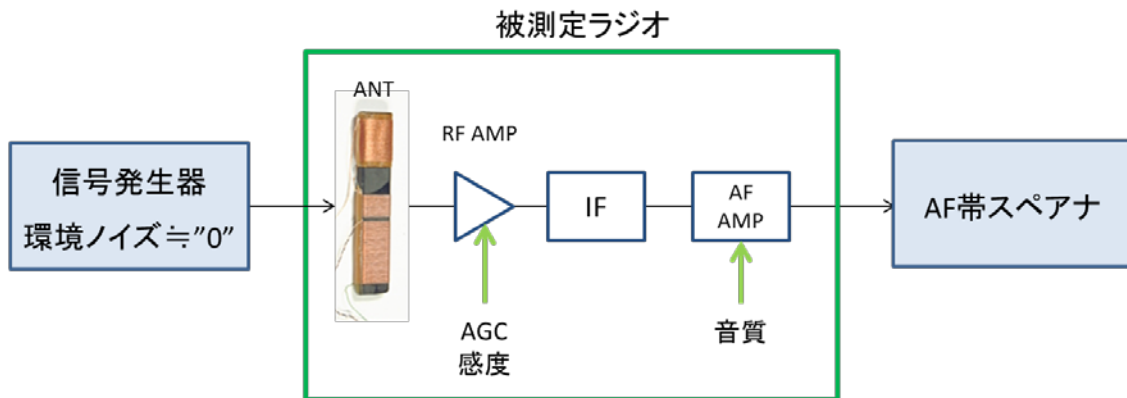 被測定ラジオ
ANT
RF AMP
信号発生器
環境ノイズ≒”0”
IF
AF
AMP
AF帯スペアナ
AGC
感度
音質